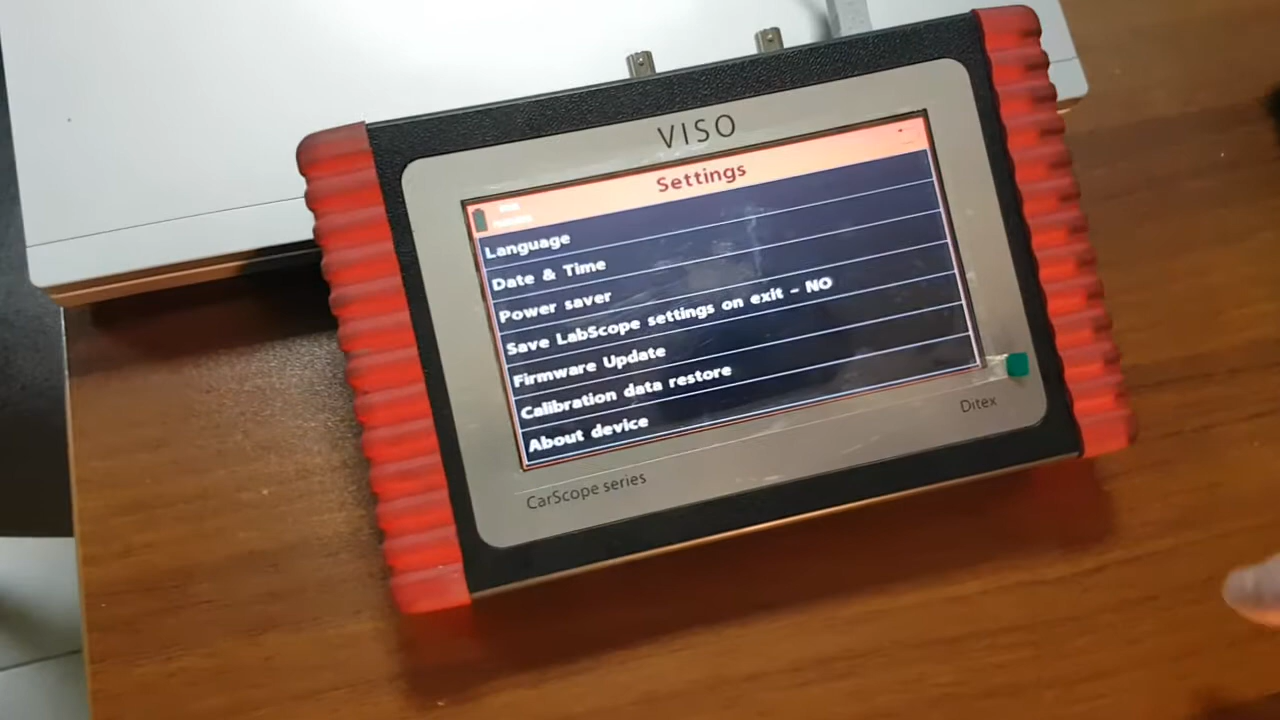 VISO
Settings
Language
Date & Time
Power saver
Save LabScope settings on exit - NO
Firmware Update
Calibration data restore
About device
Ditex
CarScope series